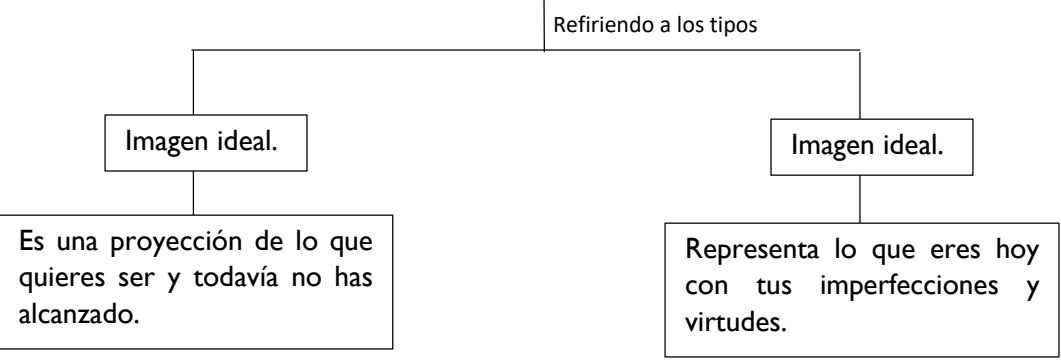 Refiriendo a los tipos
Imagen ideal.
Es una proyección de lo que
quieres ser y todavía no has
alcanzado.
Imagen ideal.
Representa lo que eres hoy
con tus imperfecciones y
virtudes.